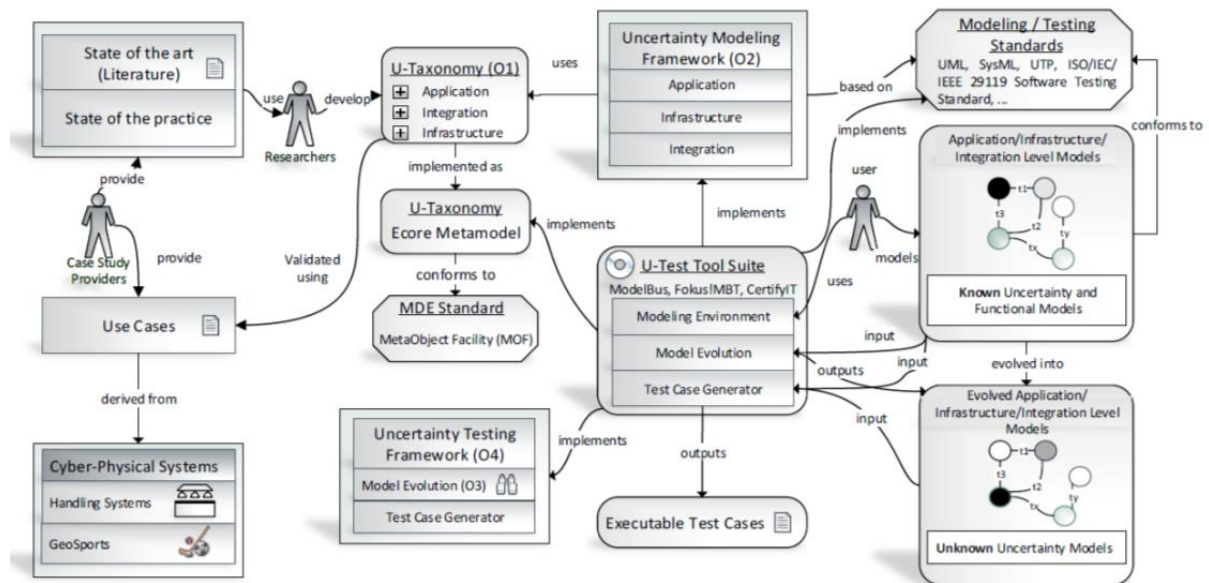 State of the art
(Literature)
State of the practice
use
develop
Researchers
provide
Case Study
Providers
provide
Use Cases
derived from
Cyber-Physical Systems
Handling Systems
GeoSports
U-Taxonomy (O1)
Application
Integration
Infrastructure
uses
implemented as
Validated
using
U-Taxonomy
Ecore Metamodel
implements
conforms to
MDE Standard
MetaObject Facility (MOF)
Uncertainty Modeling
Framework (O2)
Application
Infrastructure
Integration
based on
implements
implements
U-Test Tool Suite
ModelBus, Fokus!MBT, CertifyIT
Modeling Environment
Model Evolution
Test Case Generator
user
models
uses
input
input
outputs
input
implements
outputs
Uncertainty Testing
Framework (O4)
Model Evolution (O3)
Test Case Generator
Executable Test Cases
Modeling / Testing
Standards
UML, SysML, UTP, ISO/IEC/
IEEE 29119 Software Testing
Standard, ...
conforms to
Application/Infrastructure/
Integration Level Models
t1
t3
t2
ty
tx
Known Uncertainty and
Functional Models
evolved into
Evolved Application/
Infrastructure/Integration Level
Models
t1
t3
t2
ty
tx
Unknown Uncertainty Models